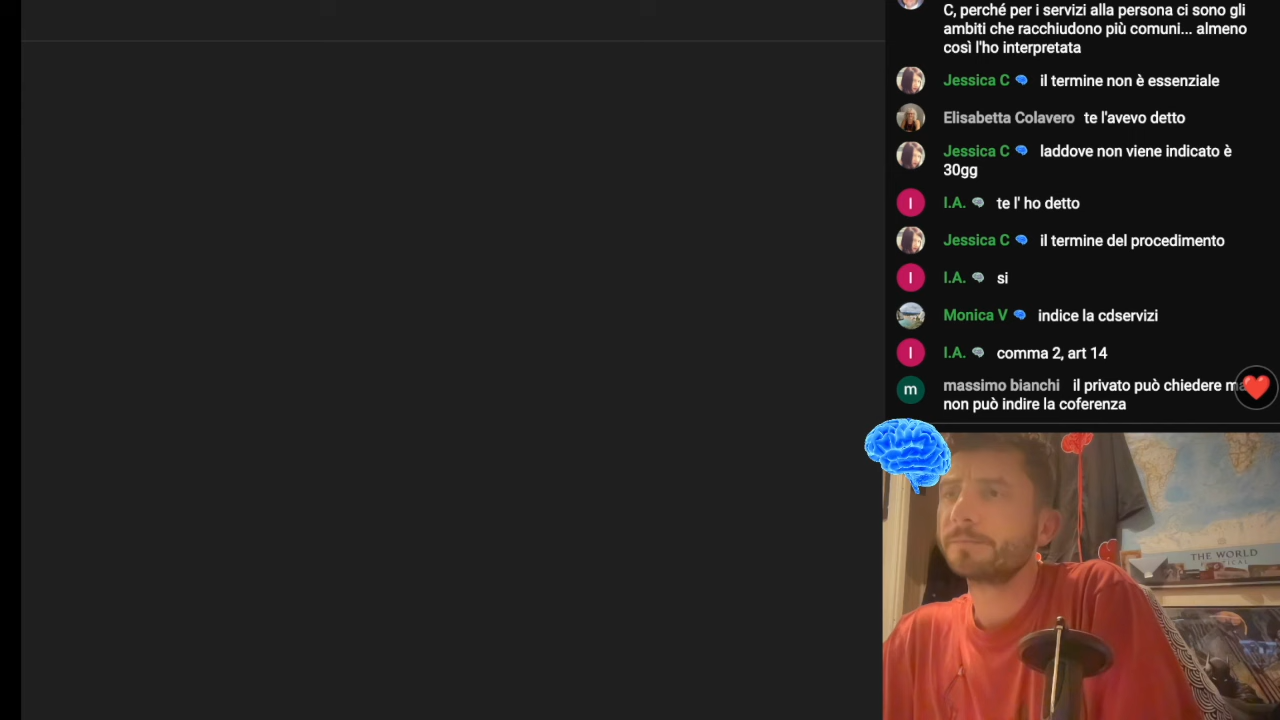 C, perché per i servizi alla persona ci sono gli
ambiti che racchiudono più comuni... almeno
così l'ho interpretata
Jessica C il termine non è essenziale
Elisabetta Colavero te l'avevo detto
Jessica C laddove non viene indicato è
30gg
I
I.A. te l' ho detto
Jessica C il termine del procedimento
I
I.A. si
Monica V indice la cdservizi
I
I.A. comma 2, art 14
m
massimo bianchi il privato può chiedere
non può indire la coferenza
THE WORLD